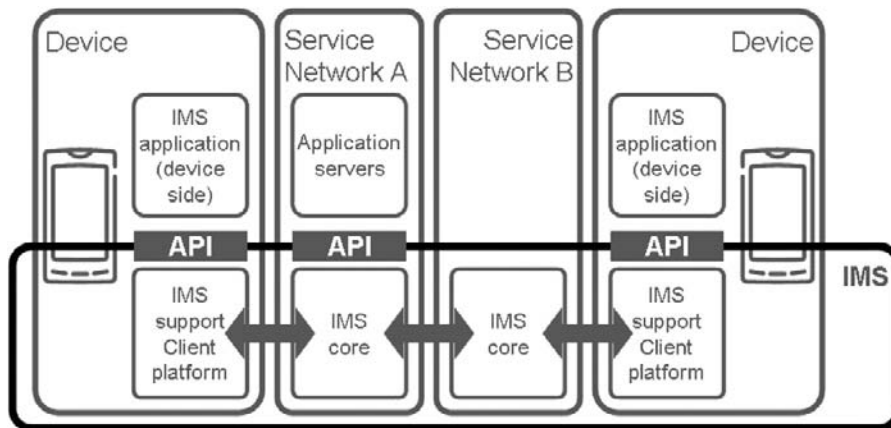 Device
IMS
application
(device
side)
API
IMS
support
Client
platform
Service
Network A
Application
servers
API
IMS
core
Service
Network B
IMS
core
Device
IMS
application
(device
side)
API
IMS
support
Client
platform
IMS